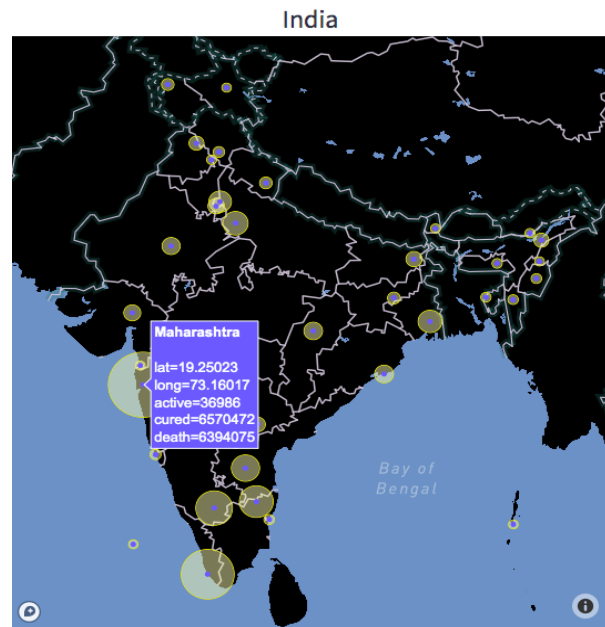 India
Maharashtra
lat=19.25023
long=73.16017
active=36986
cured=6570472
death=6394075
Bay of
Bengal